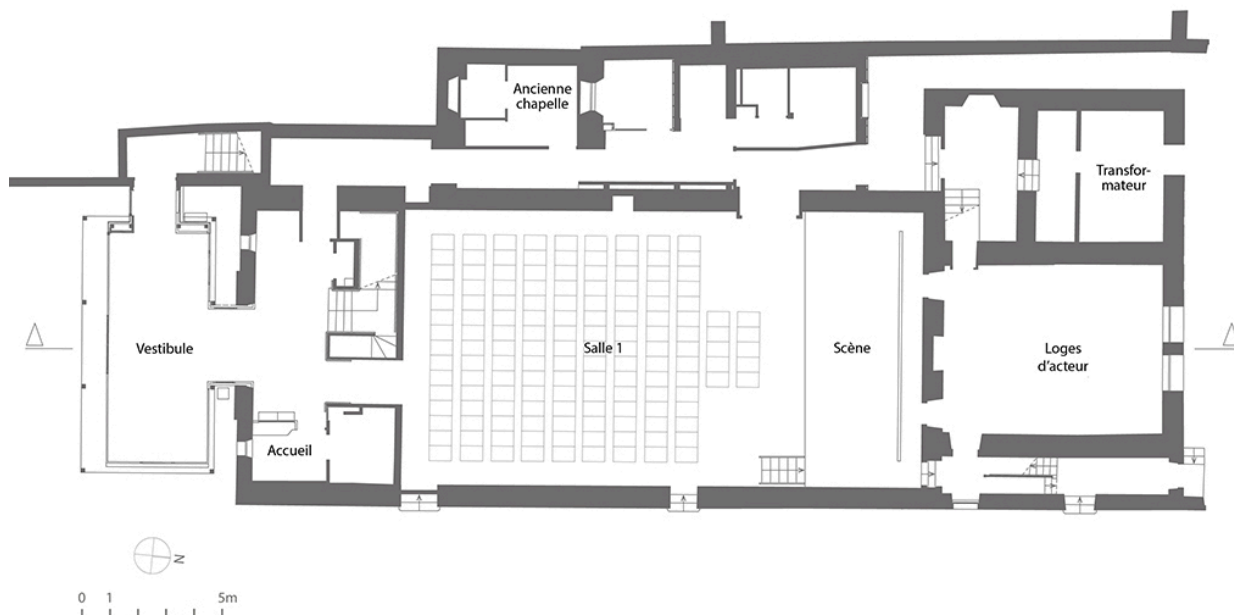 Ancienne
chapelle
Transfor-
mateur
Vestibule
Salle 1
Scène
Loges
d'acteur
Accueil
N
0 1 5m